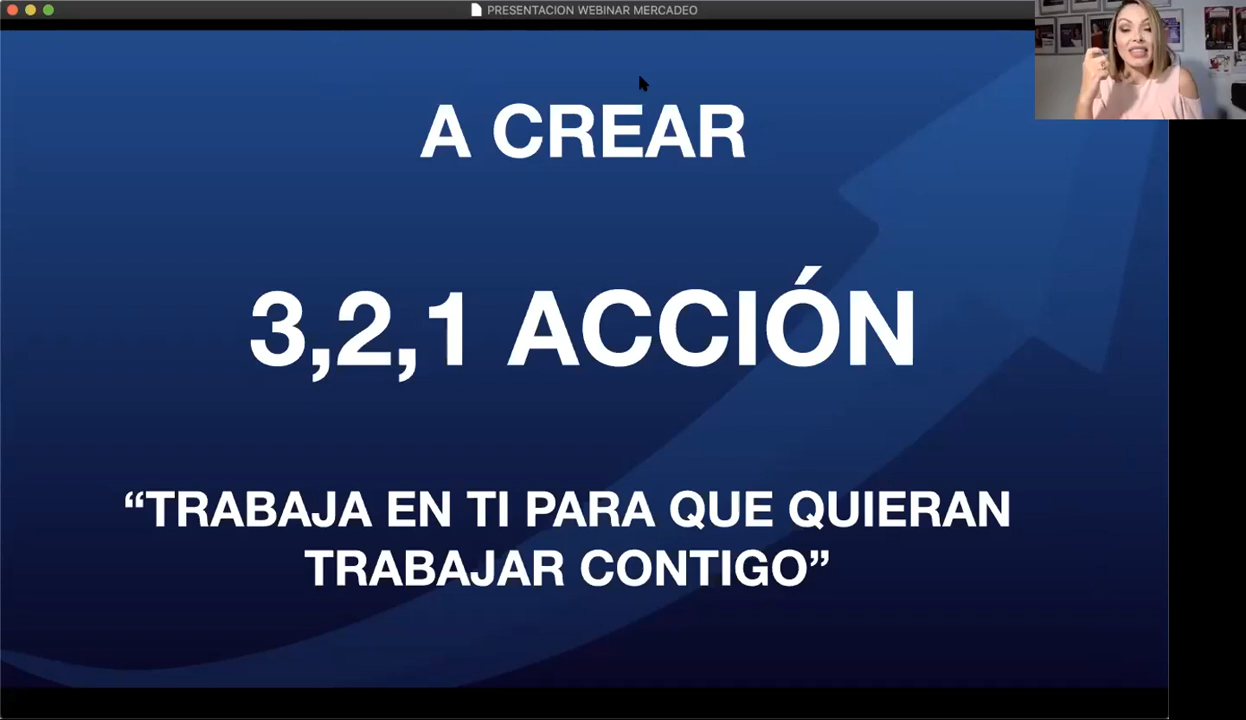 PRESENTACION WEBINAR MERCADEO
A CREAR
3,2,1 ACCIÓN
“TRABAJA EN TI PARA QUE QUIERAN
TRABAJAR CONTIGO”